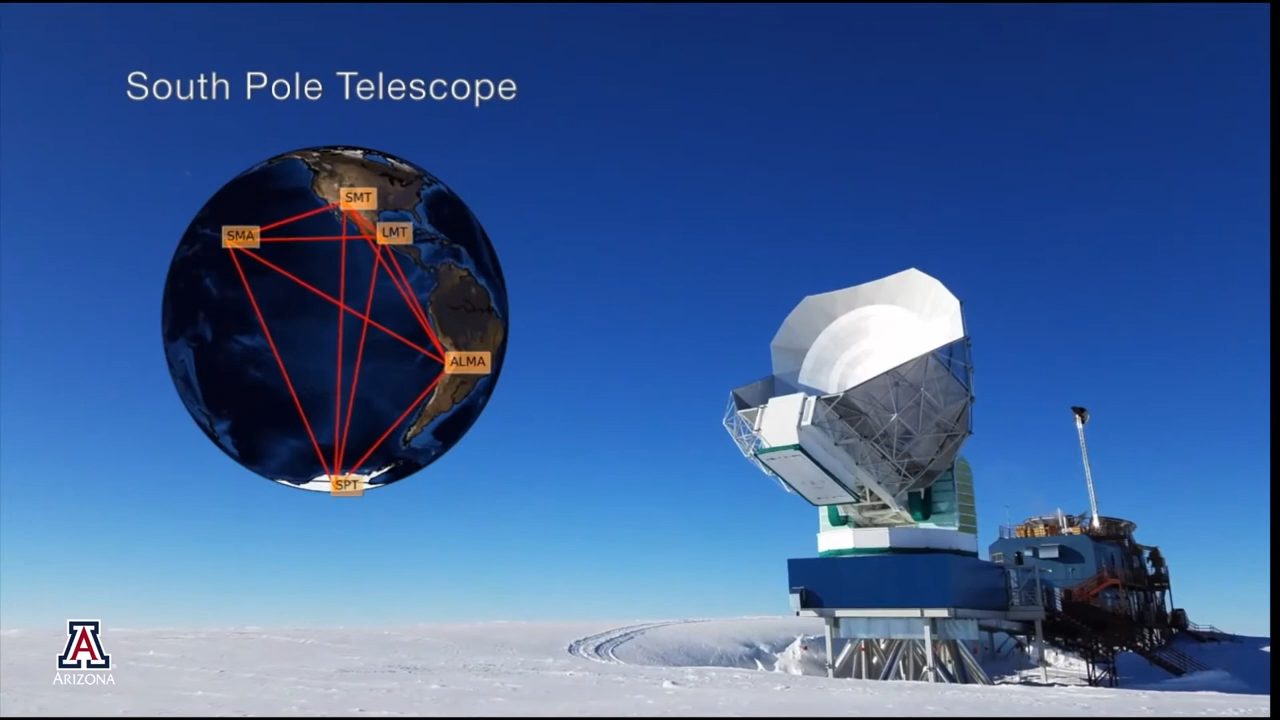 South Pole Telescope
SMT
SMA
LMT
ALMA
SPT
A
ARIZONA